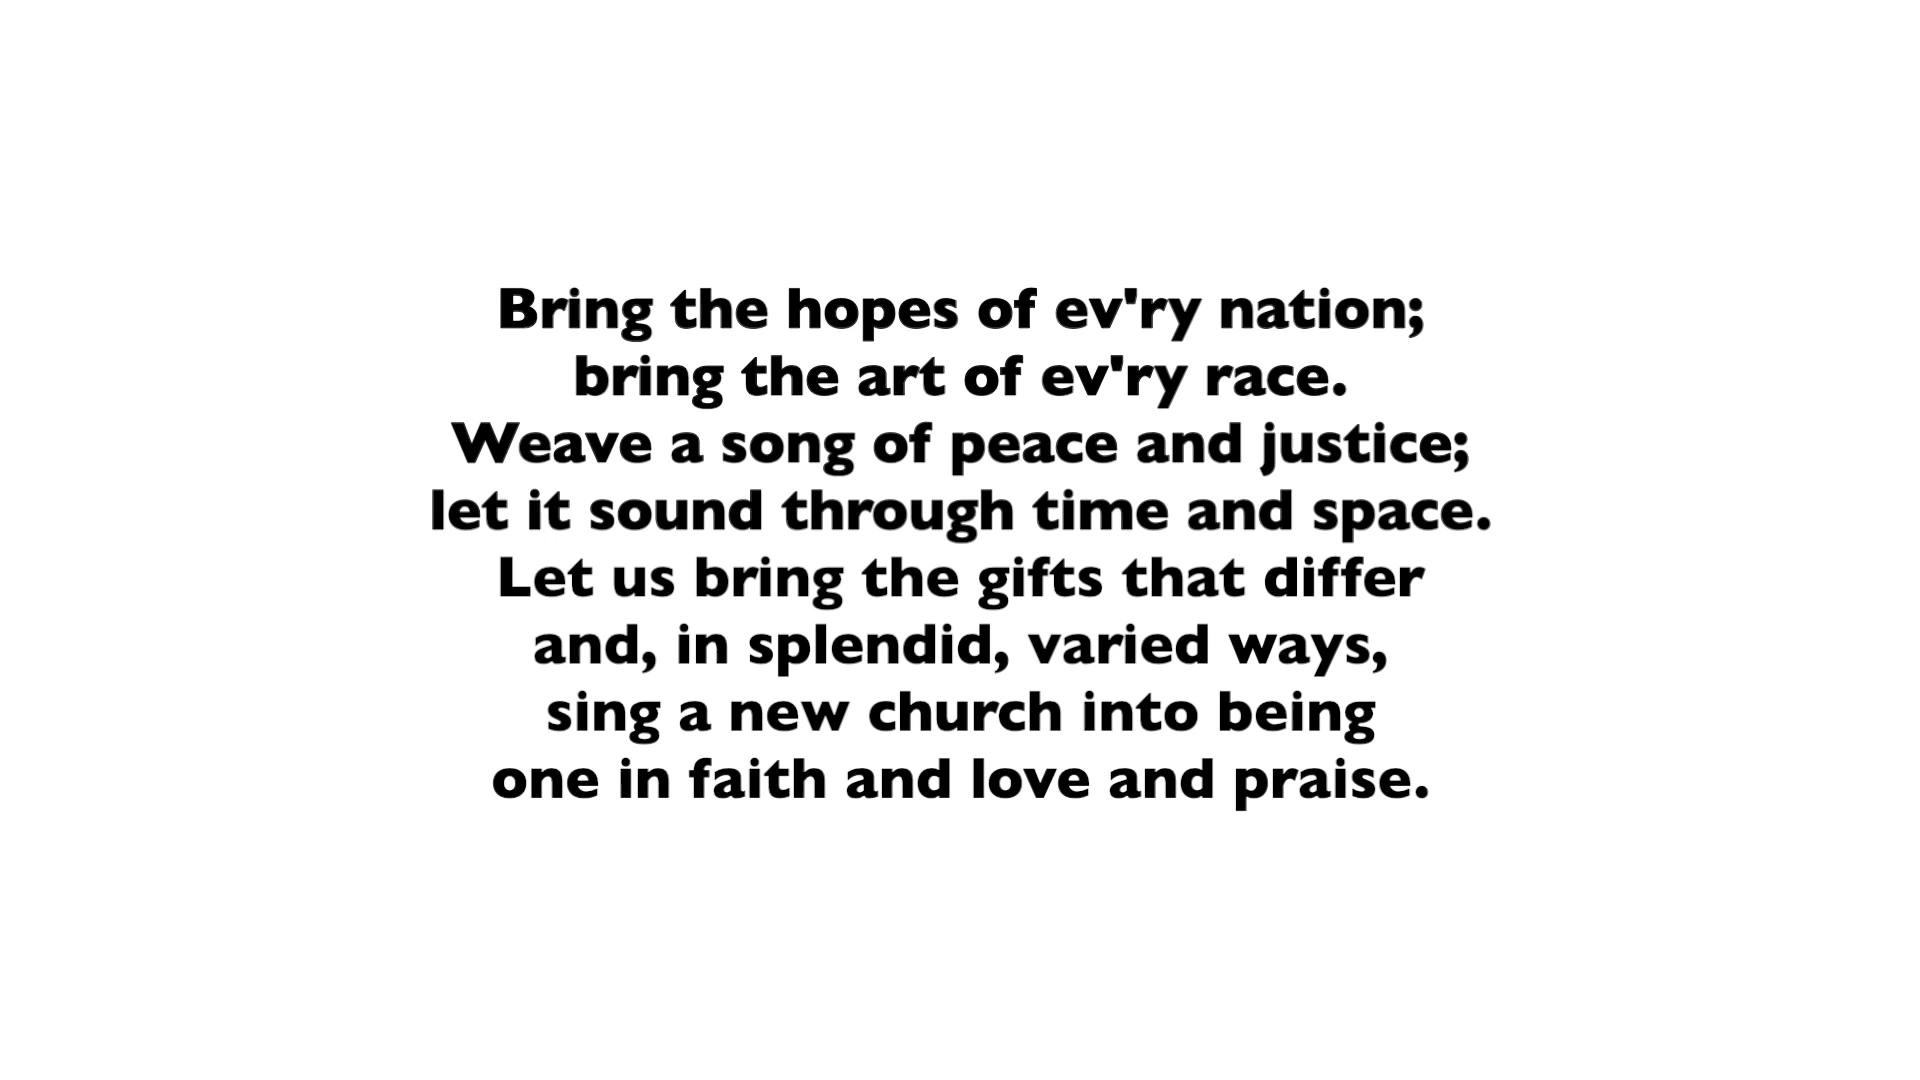 Bring the hopes of ev'ry nation;
bring the art of ev'ry race.
Weave a song of peace and justice;
let it sound through time and space.
Let us bring the gifts that differ
and, in splendid, varied ways,
sing a new church into being
one in faith and love and praise.